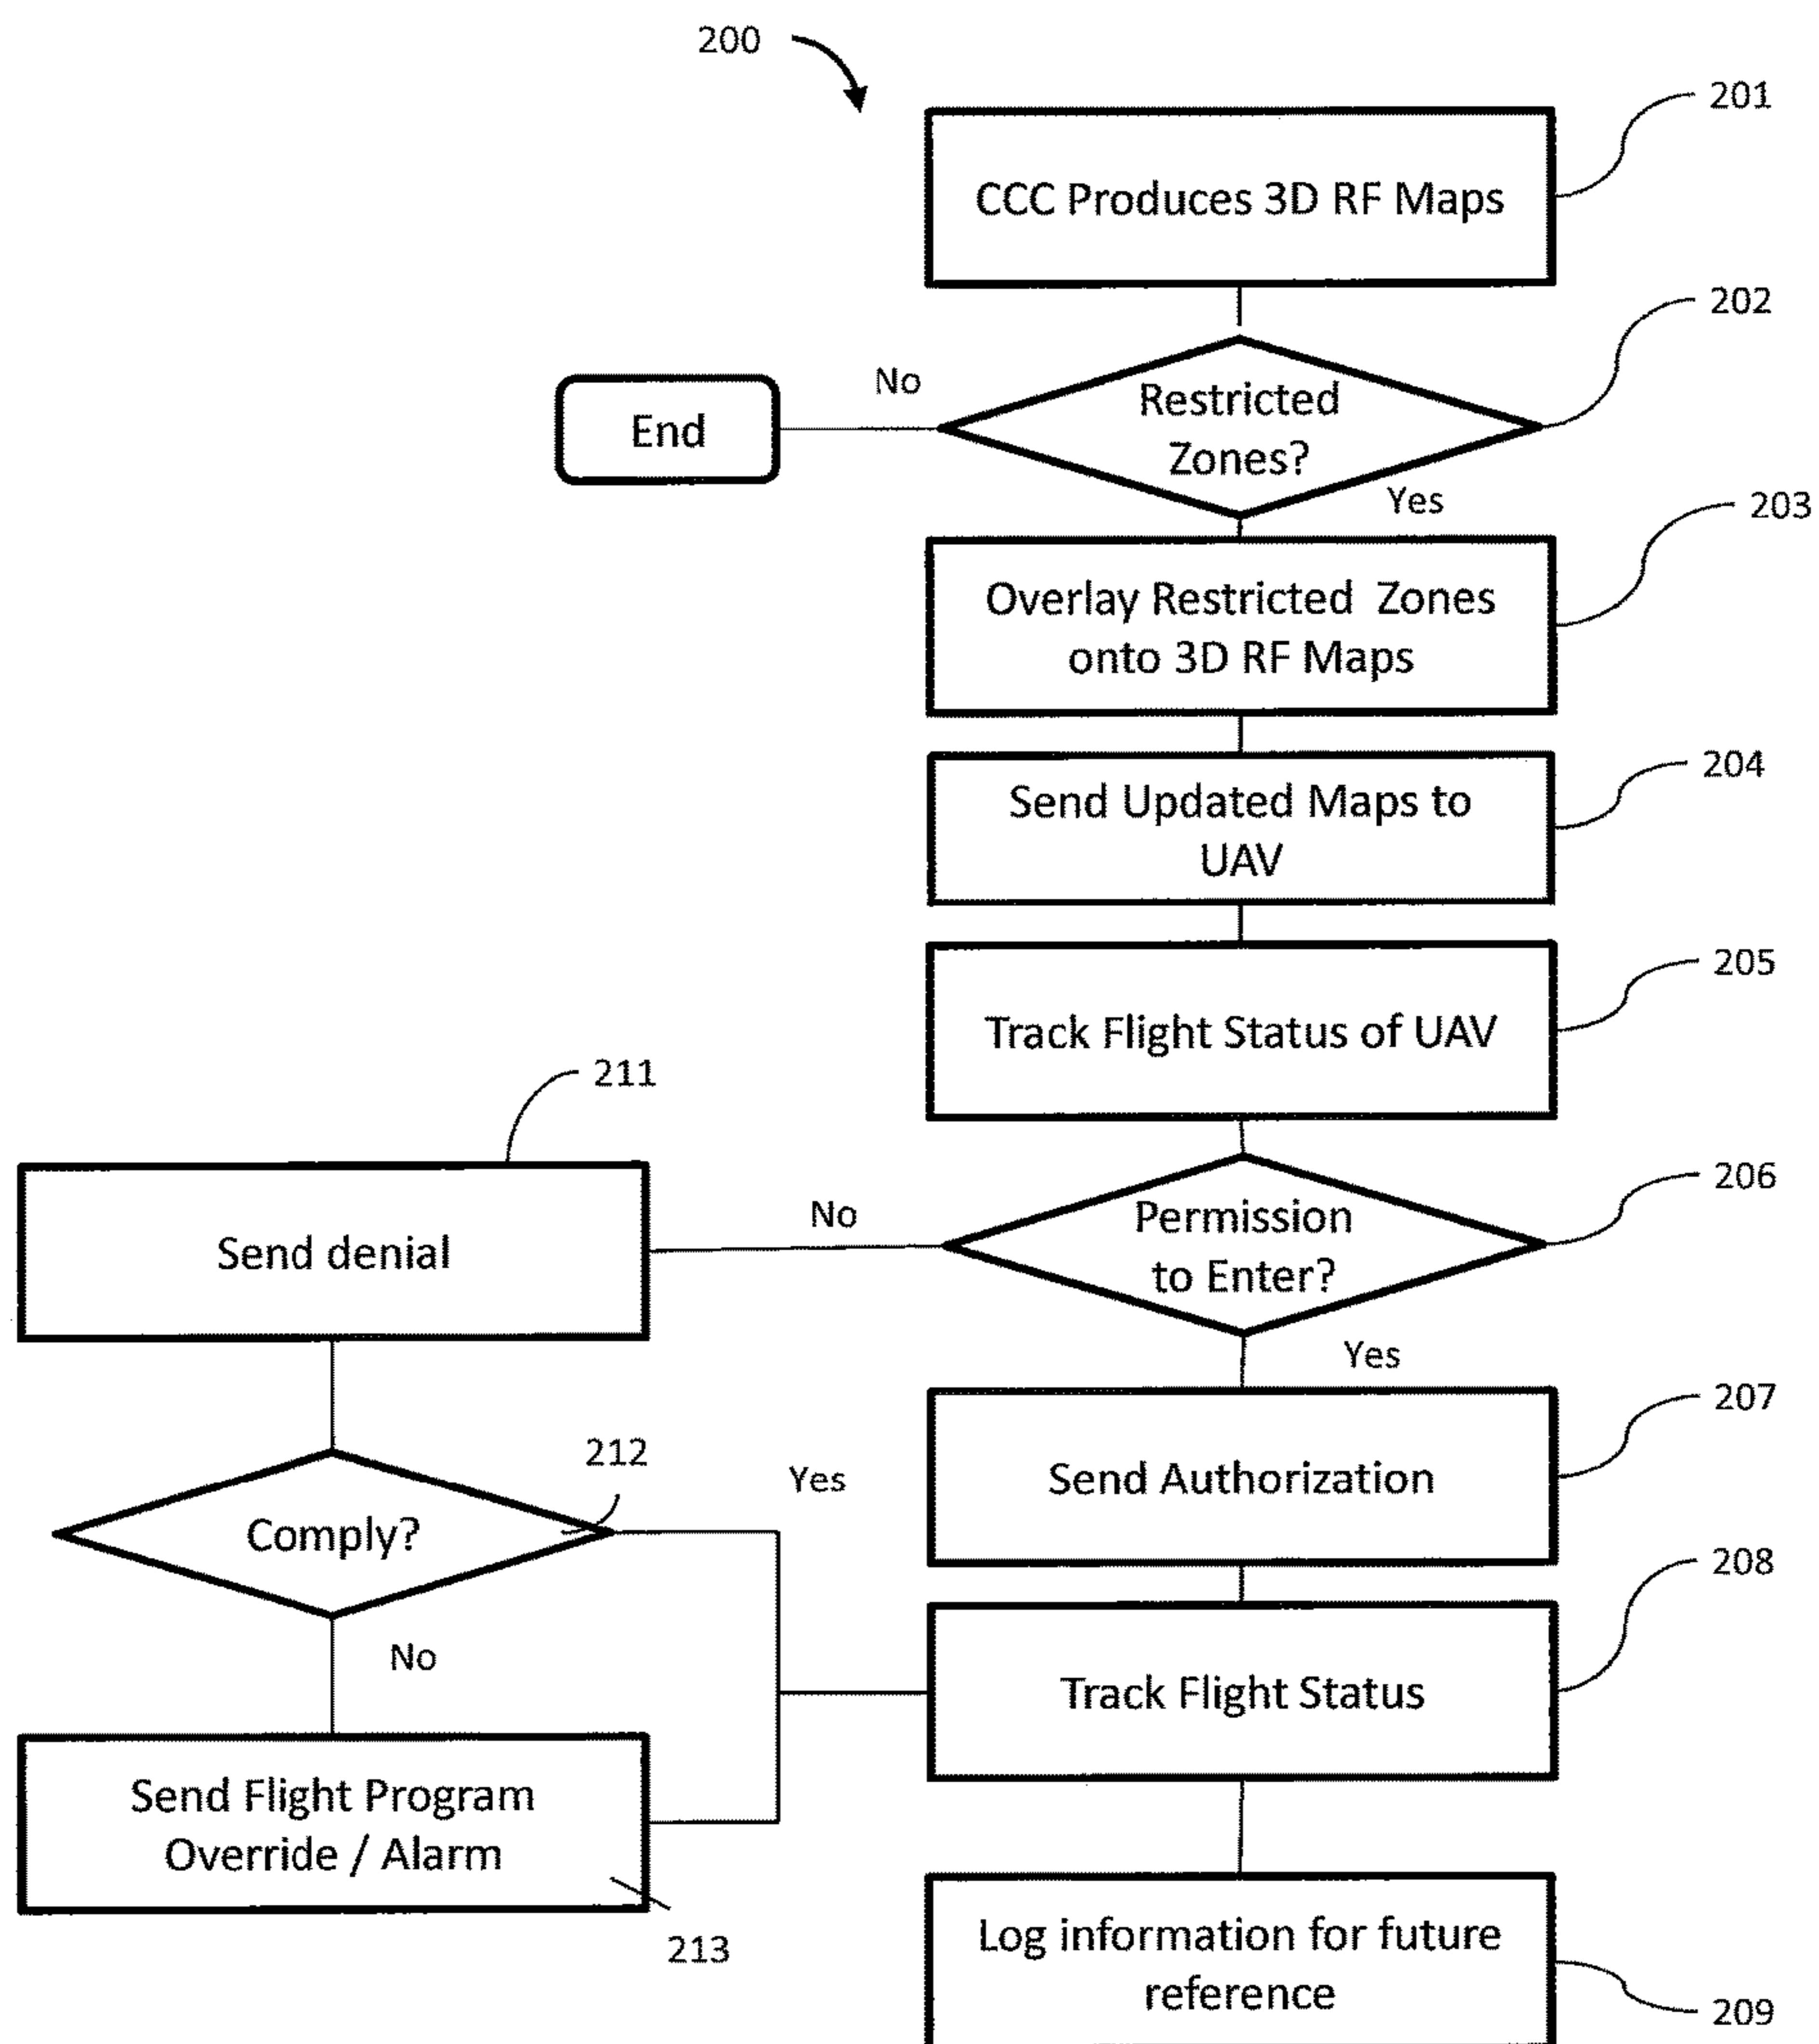 200
201
CCC Produces 3D RF Maps
202
No
Restricted
Zones?
End
Yes
203
Overlay Restricted Zones
onto 3D RF Maps
204
Send Updated Maps to
UAV
205
Track Flight Status of UAV
211
206
No
Permission
to Enter?
Send denial
Yes
207
212
Yes
Send Authorization
Comply?
208
No
Track Flight Status
Send Flight Program
Override / Alarm
213
Log information for future
reference
209